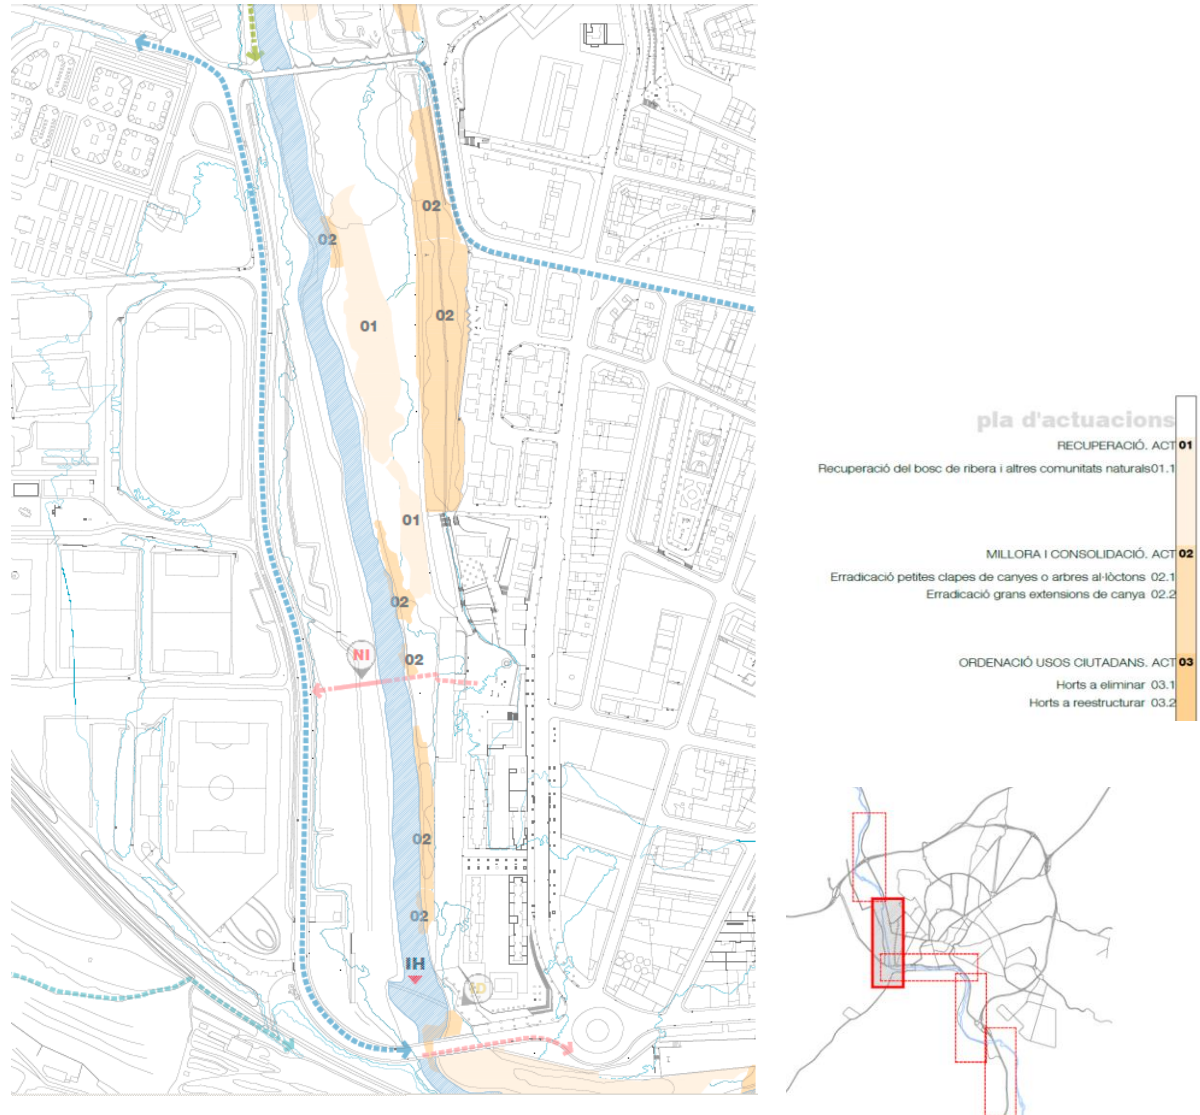 02
02
01
02
01
02
NI
02
02
02
IH
pla d'actuacions
RECUPERACIÓ. ACT 01
Recuperació del bosc de ribera i altres comunitats naturals01.1
MILLORA I CONSOLIDACIÓ. ACT 02
Erradicació petites clapes de canyes o arbres al·lòctons 02.1
Erradicació grans extensions de canya 02.2
ORDENACIÓ USOS CIUTADANS. ACT 03
Horts a eliminar 03.1
Horts a reestructurar 03.2